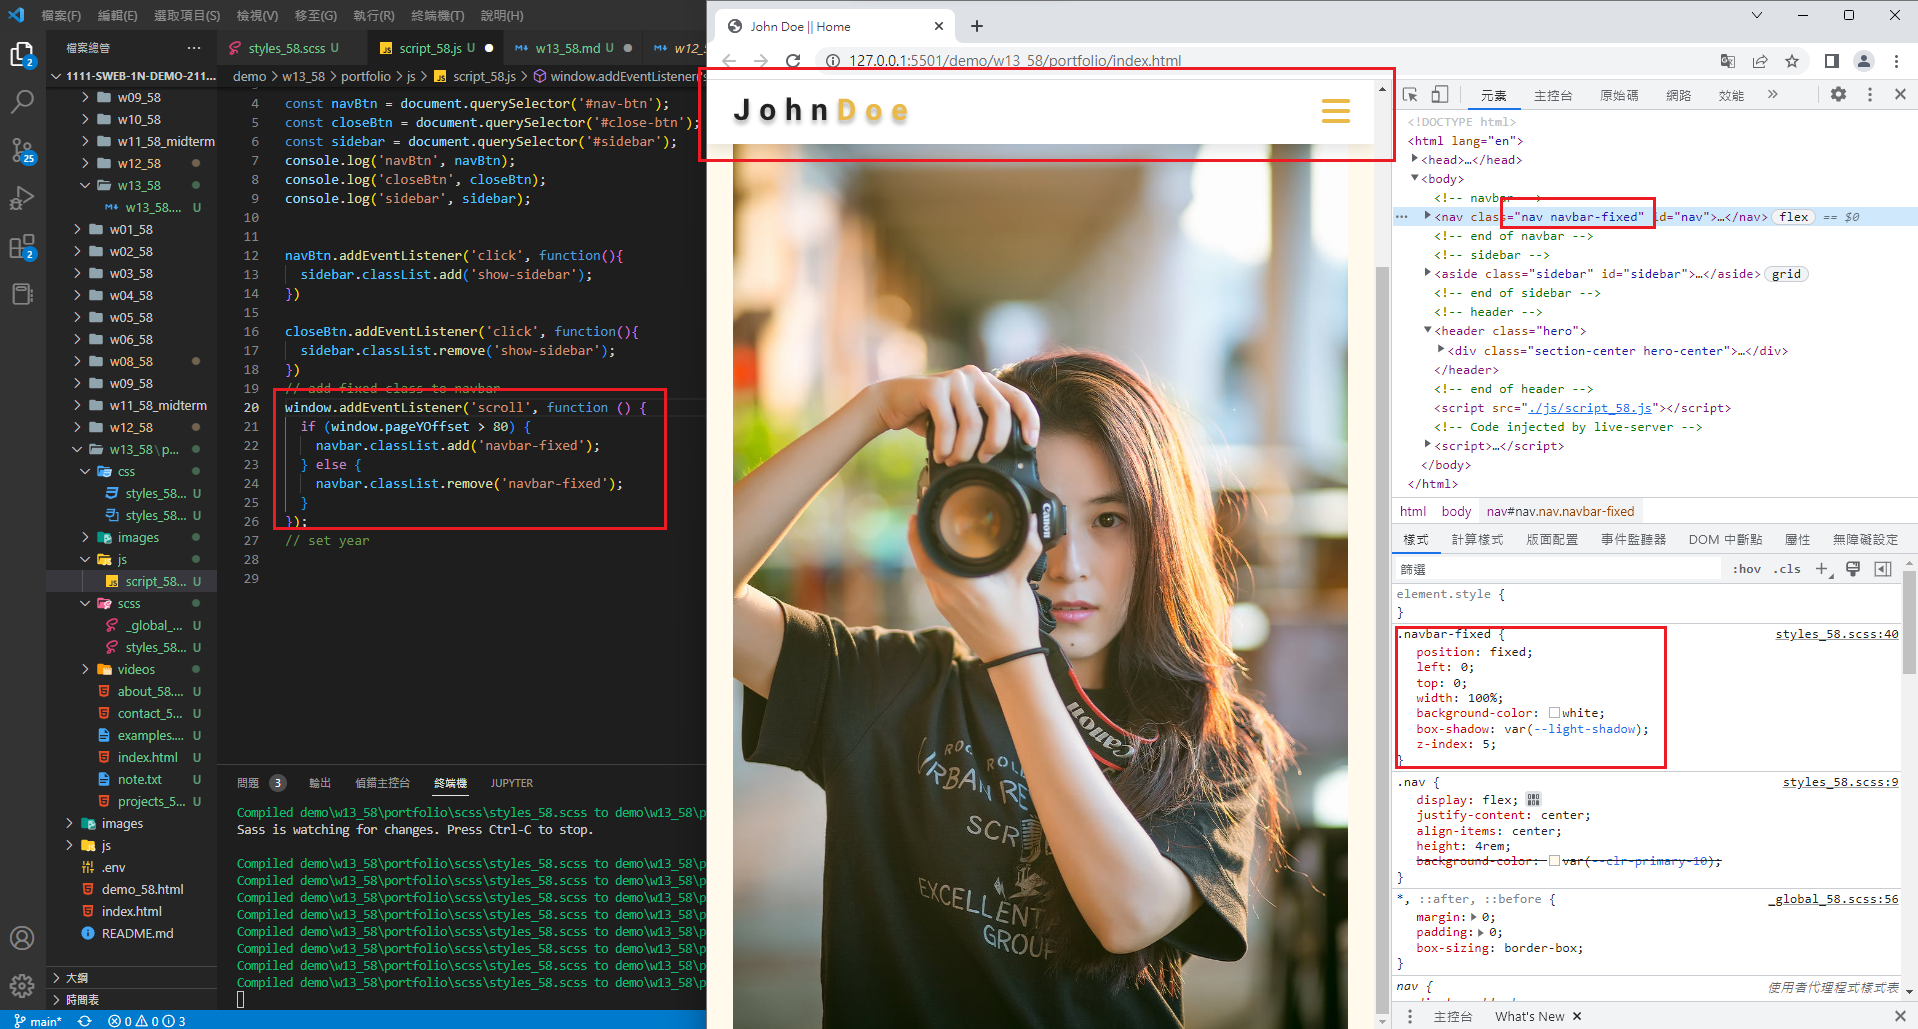 檔案(F) 編輯(E) 選取項目(S) 檢視(V) 移至(G) 執行(R) 終端機(T) 說明(H)
檔案總管 ···
1111-SWEB-1N-DEMO-211...
w09_58
w10_58
w11_58_midterm
w12_58
w13_58
w13_58.... U
w01_58
w02_58
w03_58
w04_58
w05_58
w06_58
w08_58
w09_58
w11_58_midterm
w12_58
w13_58\p...
css
styles_58... U
styles_58... U
images
js
script_58... U
scss
_global_... U
styles_58... U
videos
about_58.... U
contact_5... U
examples.... U
index.html U
note.txt U
projects_5... U
images
js
.env
demo_58.html
index.html
README.md
大綱
時間表
2
25
2
styles_58.scss U
script_58.js U
w13_58.md U
w12_5
demo > w13_58 > portfolio > js > script_58.js > window.addEventListener('s
3
4 const navBtn = document.querySelector('#nav-btn');
5 const closeBtn = document.querySelector('#close-btn');
6 const sidebar = document.querySelector('#sidebar');
7 console.log('navBtn', navBtn);
8 console.log('closeBtn', closeBtn);
9 console.log('sidebar', sidebar);
10
11
12 navBtn.addEventListener('click', function(){
13 sidebar.classList.add('show-sidebar');
14 })
15
16 closeBtn.addEventListener('click', function(){
17 sidebar.classList.remove('show-sidebar');
18 })
19 // add fixed class to navbar
20 window.addEventListener('scroll', function () {
21 if (window.pageYOffset > 80) {
22 navbar.classList.add('navbar-fixed');
23 } else {
24 navbar.classList.remove('navbar-fixed');
25 }
26 });
27 // set year
28
29
問題 3 輸出 偵錯主控台 終端機 JUPYTER
Compiled demo\w13_58\portfolio\scss\styles_58.scss to demo\w13_58\p
Sass is watching for changes. Press Ctrl-C to stop.
Compiled demo\w13_58\portfolio\scss\styles_58.scss to demo\w13_58\p
Compiled demo\w13_58\portfolio\scss\styles_58.scss to demo\w13_58\p
Compiled demo\w13_58\portfolio\scss\styles_58.scss to demo\w13_58\p
Compiled demo\w13_58\portfolio\scss\styles_58.scss to demo\w13_58\p
Compiled demo\w13_58\portfolio\scss\styles_58.scss to demo\w13_58\p
Compiled demo\w13_58\portfolio\scss\styles_58.scss to demo\w13_58\p
Compiled demo\w13_58\portfolio\scss\styles_58.scss to demo\w13_58\p
Compiled demo\w13_58\portfolio\scss\styles_58.scss to demo\w13_58\p
main* 0 0 3
John Doe || Home
127.0.0.1:5501/demo/w13_58/portfolio/index.html
JohnDoe
Canon
Canon
ROCK ROLL
URBAN RE
SCR
EXCELLENT
GROUP
元素 主控台 原始碼 網路 效能 »
<!DOCTYPE html>
<html lang="en">
<head>…</head>
<body>
<!-- navbar -->
<nav class="nav navbar-fixed" id="nav">…</nav> flex == $0
<!-- end of navbar -->
<!-- sidebar -->
<aside class="sidebar" id="sidebar">…</aside> grid
<!-- end of sidebar -->
<!-- header -->
<header class="hero">
<div class="section-center hero-center">…</div>
</header>
<!-- end of header -->
<script src="./js/script_58.js"></script>
<!-- Code injected by live-server -->
<script>…</script>
</body>
</html>
html body nav#nav.nav.navbar-fixed
樣式 計算樣式 版面配置 事件監聽器 DOM 中斷點 屬性 無障礙設定
篩選 :hov .cls
element.style {
}
.navbar-fixed { styles_58.scss:40
position: fixed;
left: 0;
top: 0;
width: 100%;
background-color: white;
box-shadow: var(--light-shadow);
z-index: 5;
}
.nav { styles_58.scss:9
display: flex;
justify-content: center;
align-items: center;
height: 4rem;
background-color: var(--clr-primary-10);
}
*, ::after, ::before { _global_58.scss:56
margin: 0;
padding: 0;
box-sizing: border-box;
}
nav { 使用者代理程式樣式表
主控台 What's New